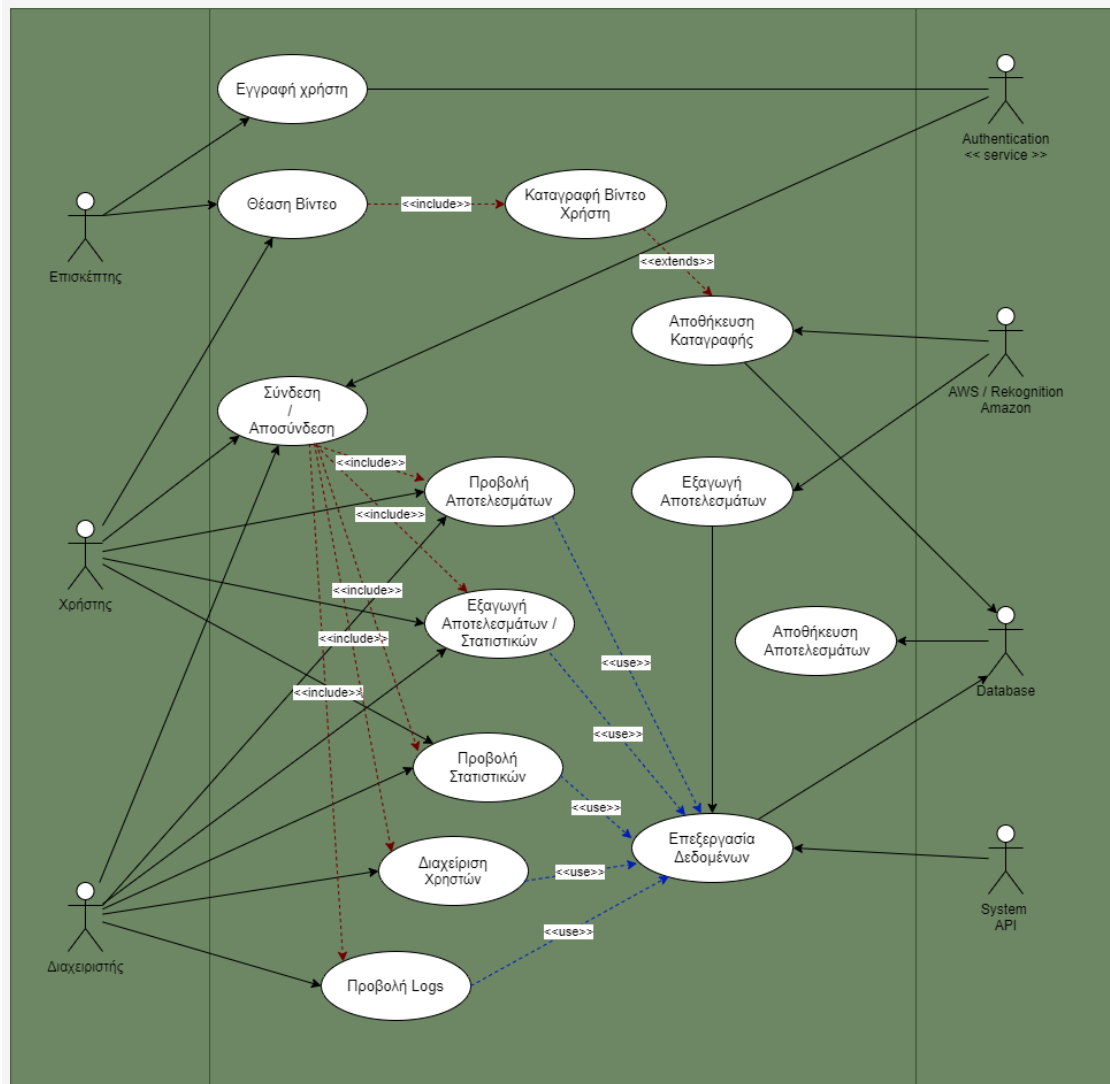 Εγγραφή χρήστη
Authentication
<< service >>
Θέαση Βίντεο
<<include>>
Καταγραφή Βίντεο
Χρήστη
Επισκέπτης
<<extends>>
Αποθήκευση
Καταγραφής
AWS / Rekognition
Amazon
Σύνδεση
/
Αποσύνδεση
<<include>>
Προβολή
Αποτελεσμάτων
Εξαγωγή
Αποτελεσμάτων
<<include>>
Χρήστης
<<include>>
Εξαγωγή
Αποτελεσμάτων /
Στατιστικών
<<include>>
Αποθήκευση
Αποτελεσμάτων
<<use>>
<<include>>
Database
<<use>>
Προβολή
Στατιστικών
<<use>>
Επεξεργασία
Δεδομένων
Διαχείριση
Χρηστών
<<use>>
System
API
<<use>>
Διαχειριστής
Προβολή Logs